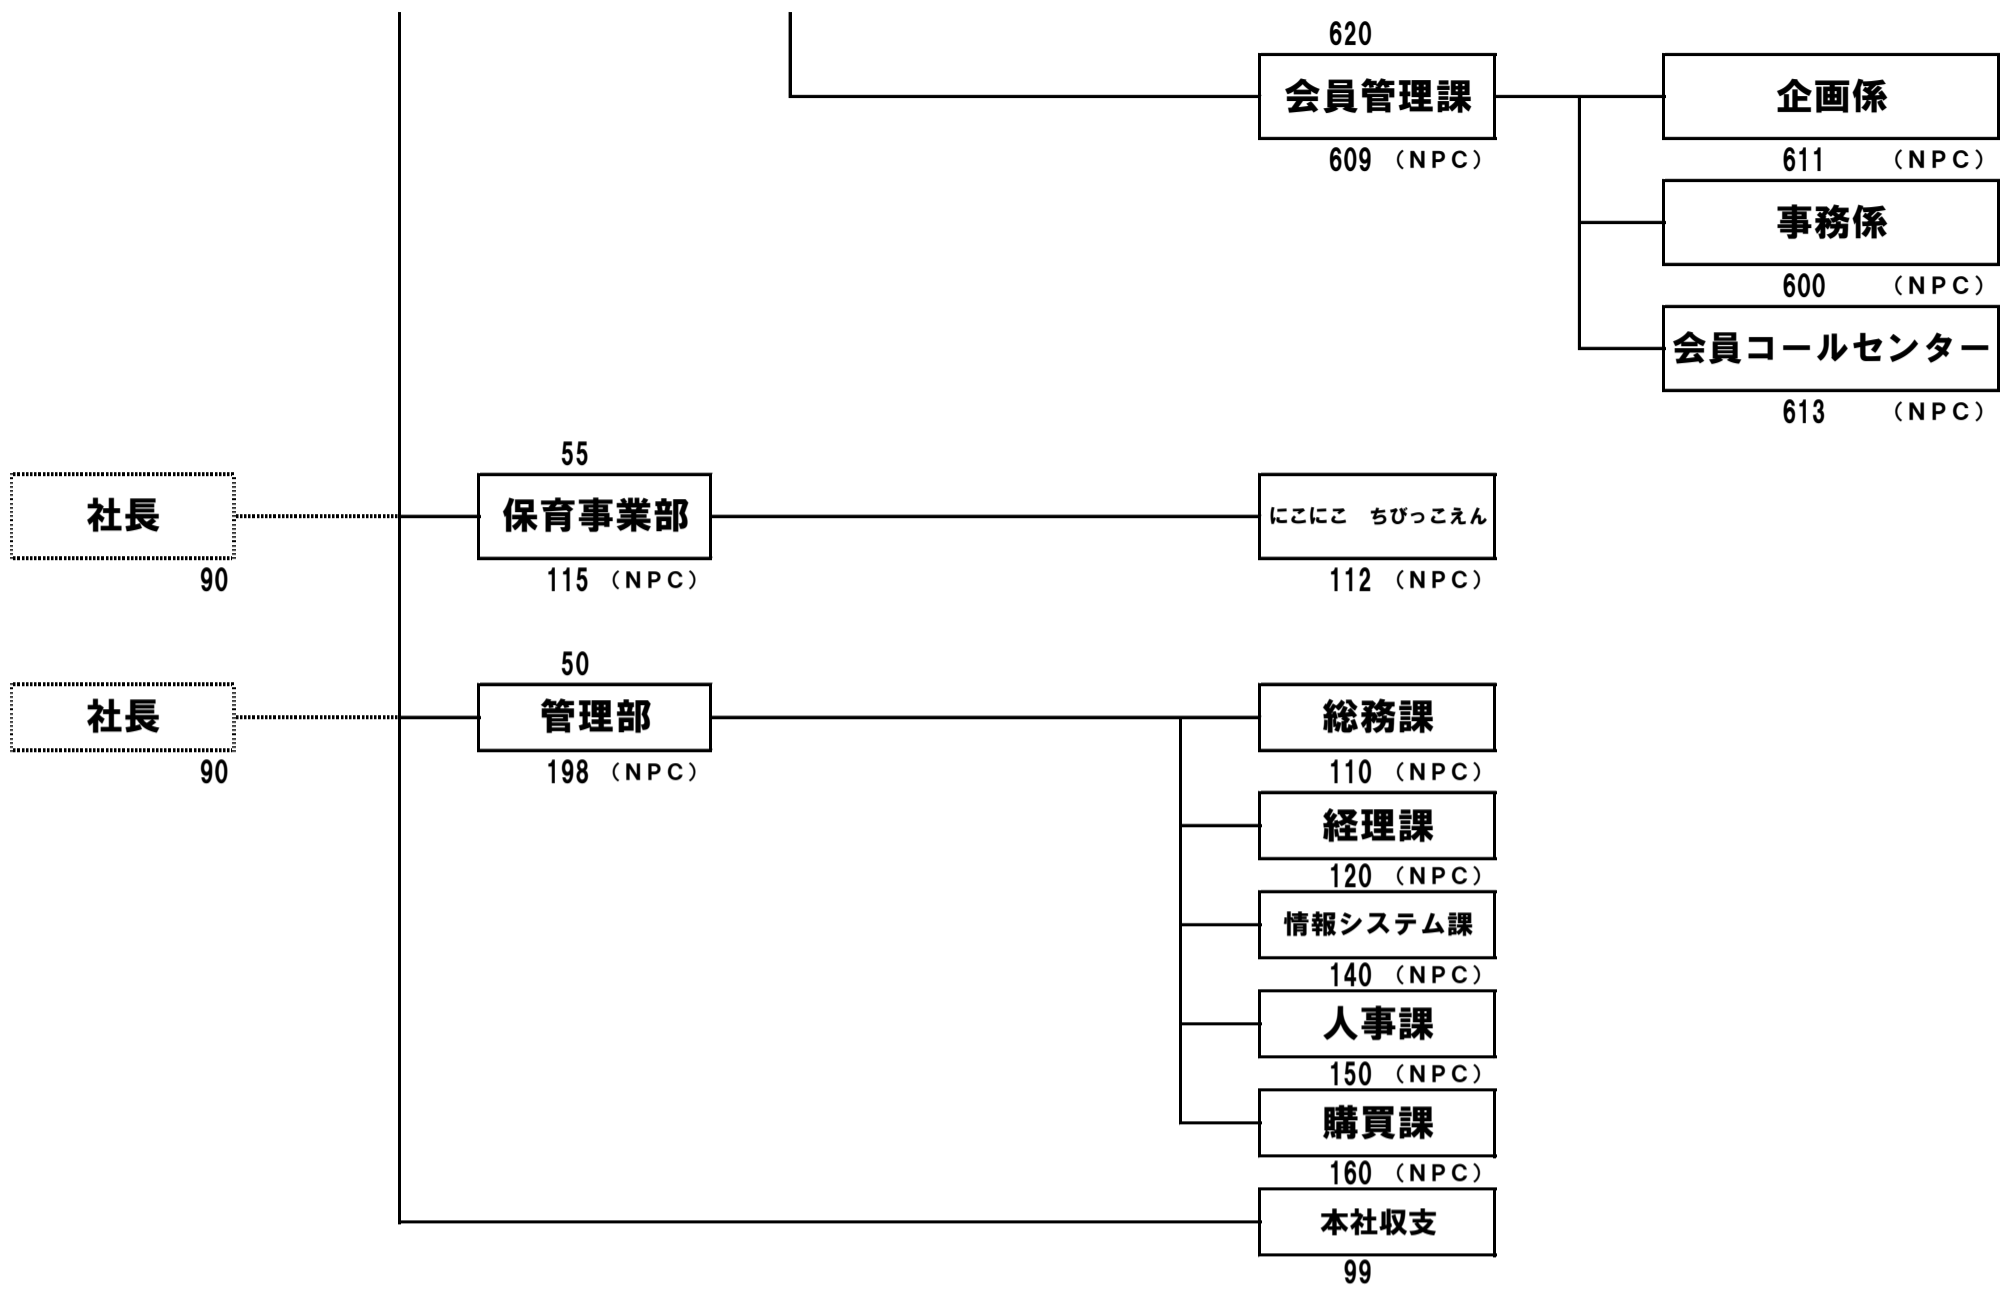 620
会員管理課
企画係
609 （NPC）
611 （NPC）
事務係
600 （NPC）
会員コールセンター
613 （NPC）
55
社長
保育事業部
にこにこ　ちびっこえん
90
115 （NPC）
112 （NPC）
50
社長
管理部
総務課
90
198 （NPC）
110 （NPC）
経理課
120 （NPC）
情報システム課
140 （NPC）
人事課
150 （NPC）
購買課
160 （NPC）
本社収支
99